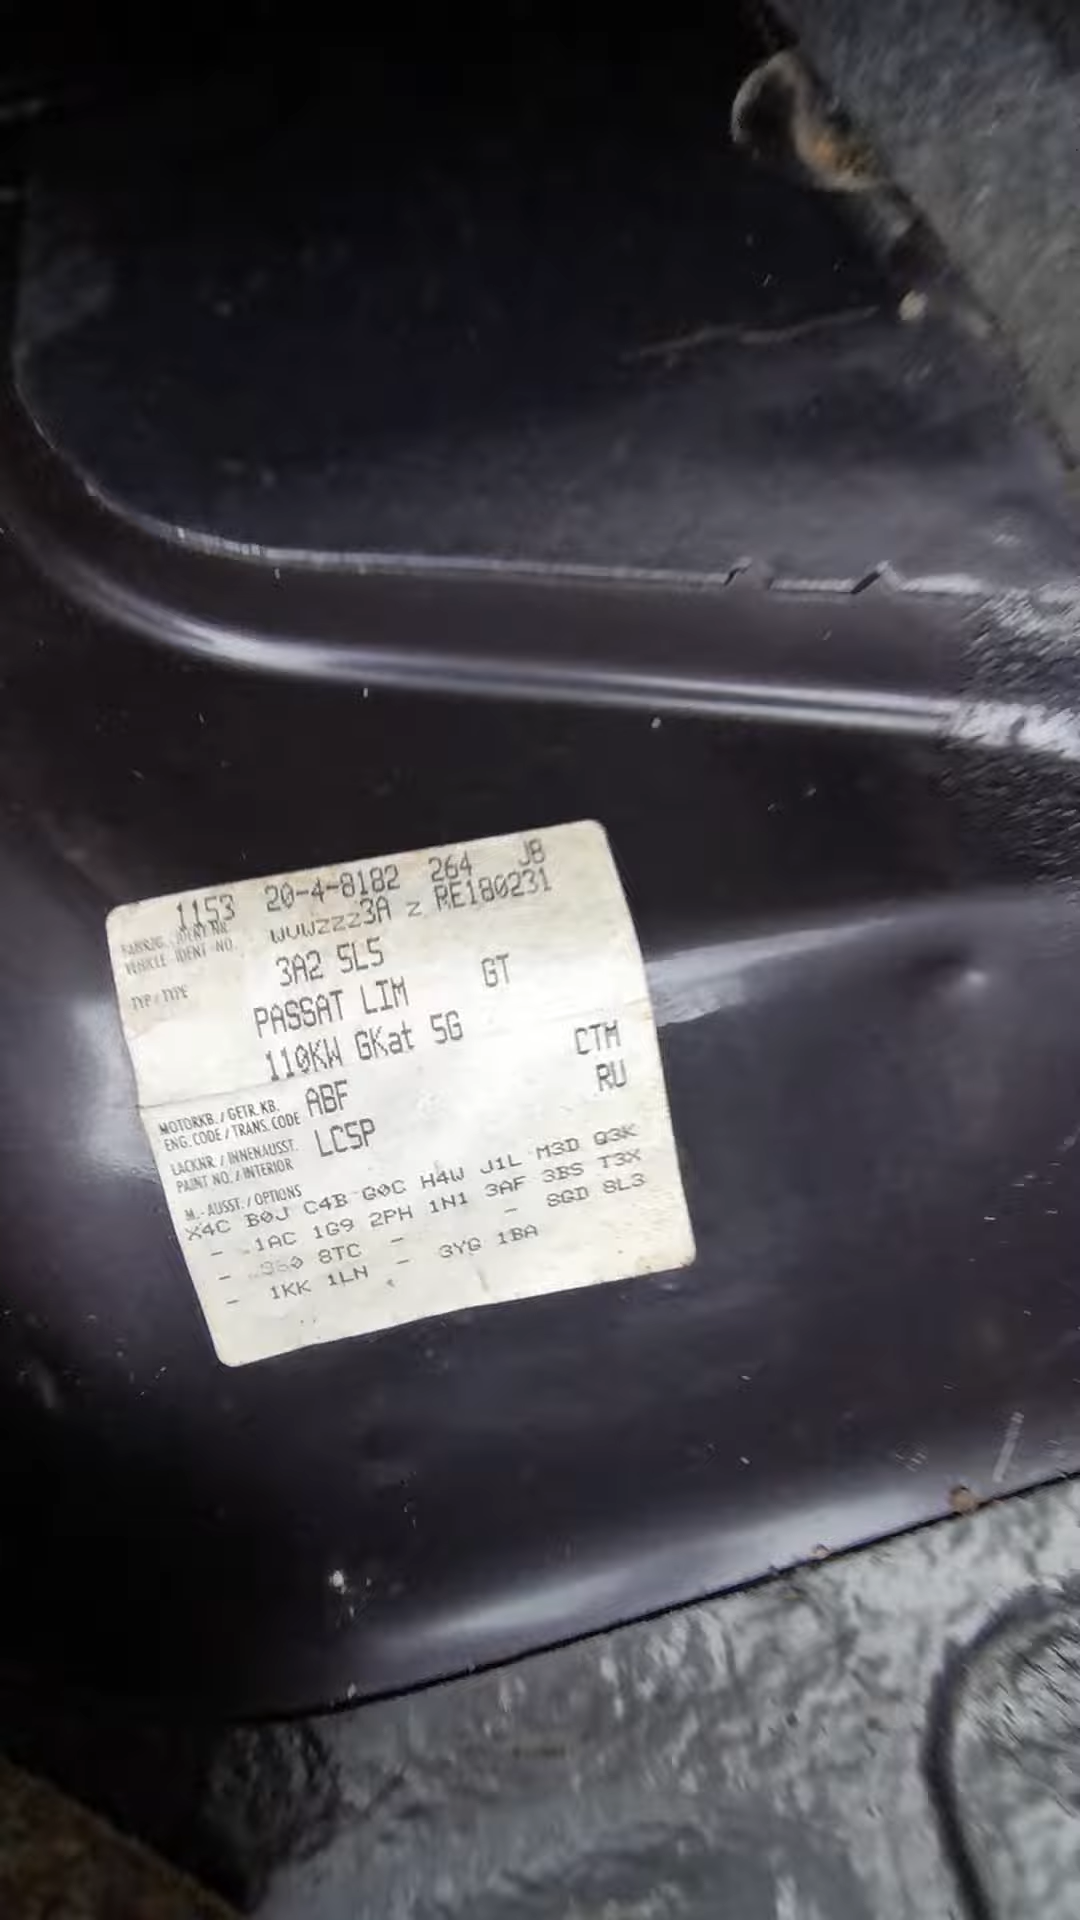 1153 20-4-8182 264 J8
FAHRZG.-IDENT-NR.
VEHICLE-IDENT-NO. WVWZZZ3A Z RE180231
TYP/TYPE 3A2 5L5
PASSAT LIM GT
110KW GKat 5G
MOTORKB./GETR.KB.
ENG.CODE/TRANS.CODE ABF CTM
LACKNR./INNENAUSST.
PAINT NO./INTERIOR LC5P RU
M.-AUSST./OPTIONS
X4C B0J C4B G0C H4W J1L M3D Q3K
- 1AC 1G9 2PH 1N1 3AF 3BS T3X
- 8TC - - 8GD 8L3
- 1KK 1LN - 3YG 1BA